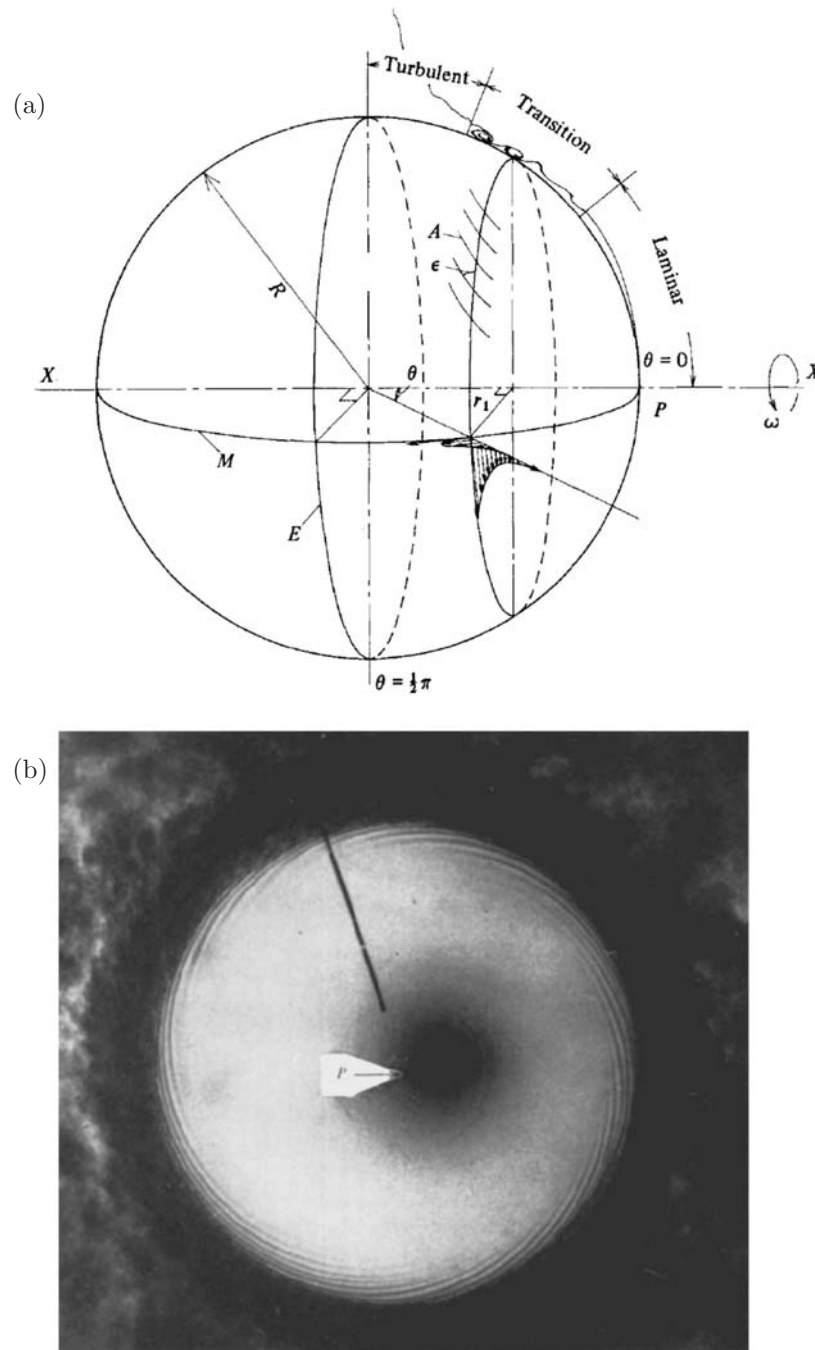 (a)
Turbulent
Transition
Laminar
A
ϵ
R
θ
θ = 0
X
X
r₁
P
ω
M
E
θ = ½π
(b)
P